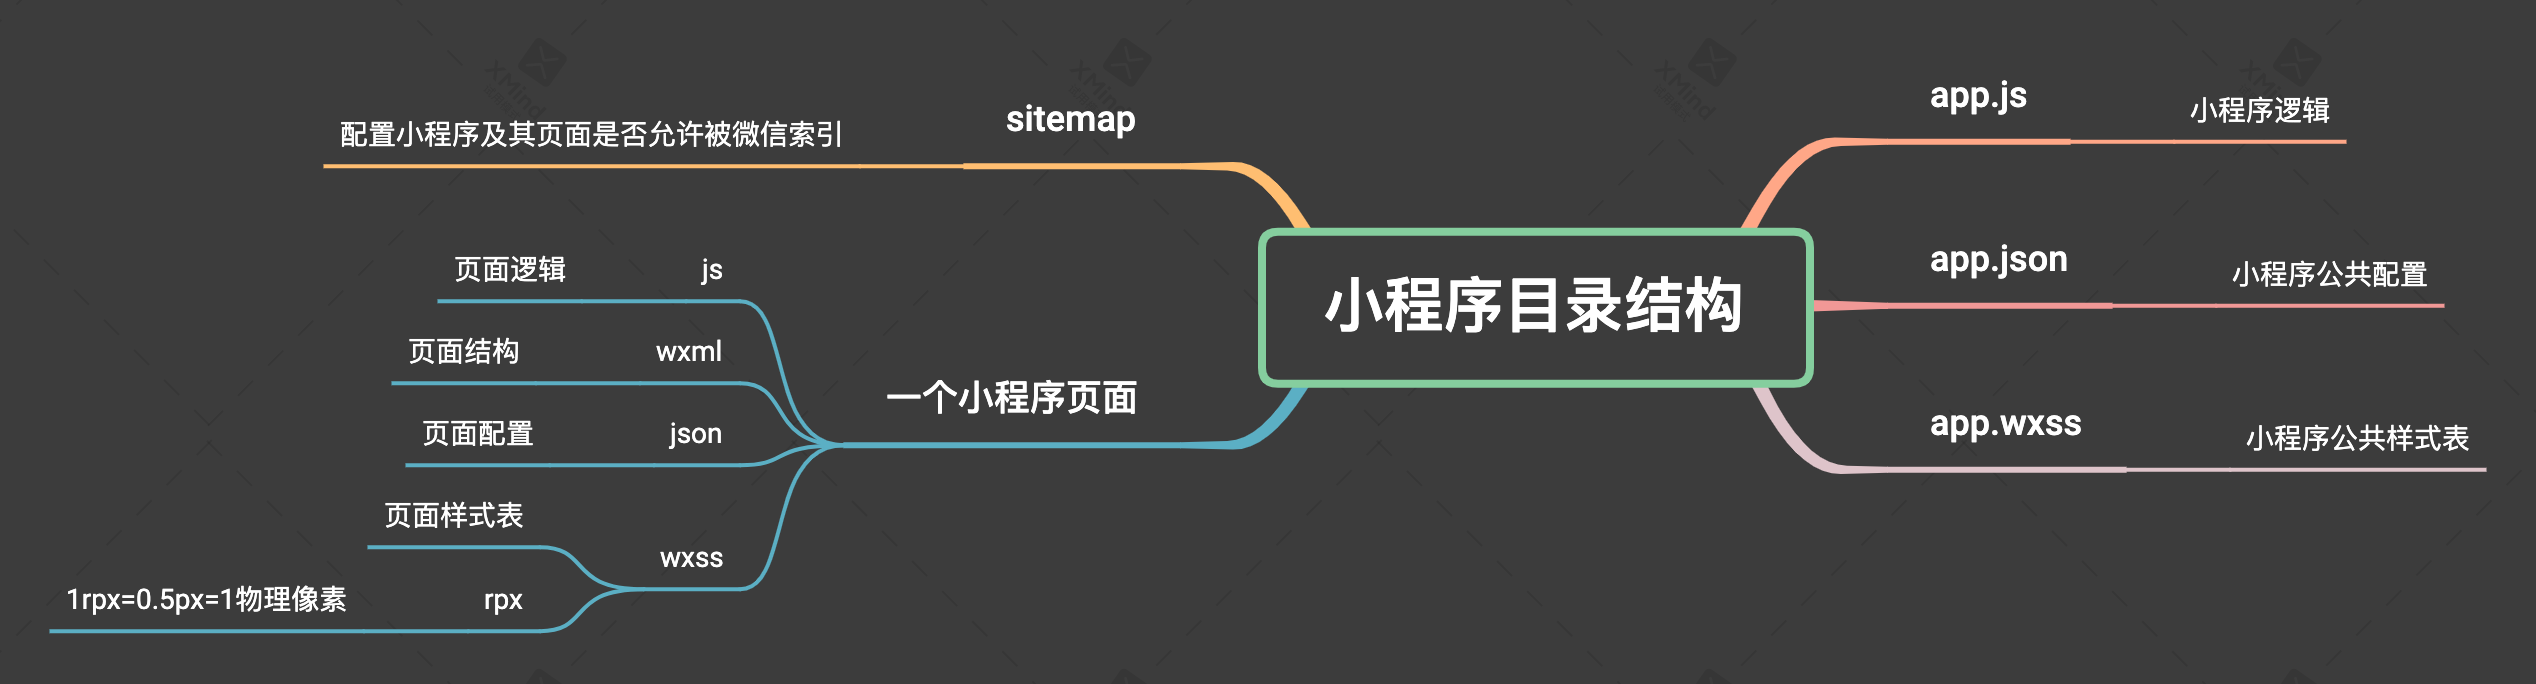 小程序目录结构
app.js
小程序逻辑
app.json
小程序公共配置
app.wxss
小程序公共样式表
一个小程序页面
js
页面逻辑
wxml
页面结构
json
页面配置
wxss
页面样式表
rpx
1rpx=0.5px=1物理像素
sitemap
配置小程序及其页面是否允许被微信索引
XMind
XMind
XMind
XMind